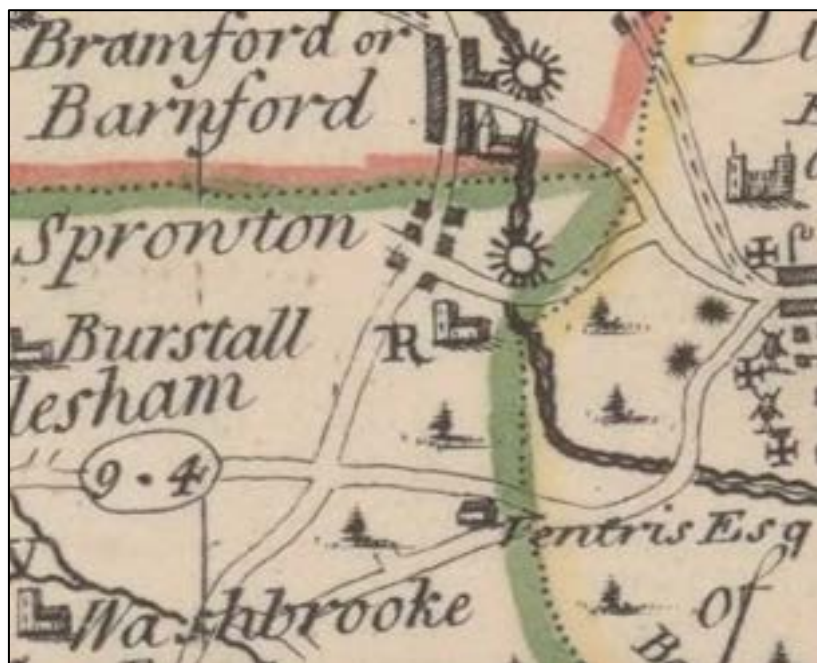 Bramford or
Barnford
Sprowton
R
Burstall
lesham
9 · 4
Ventris Esq
Washbrooke
Of